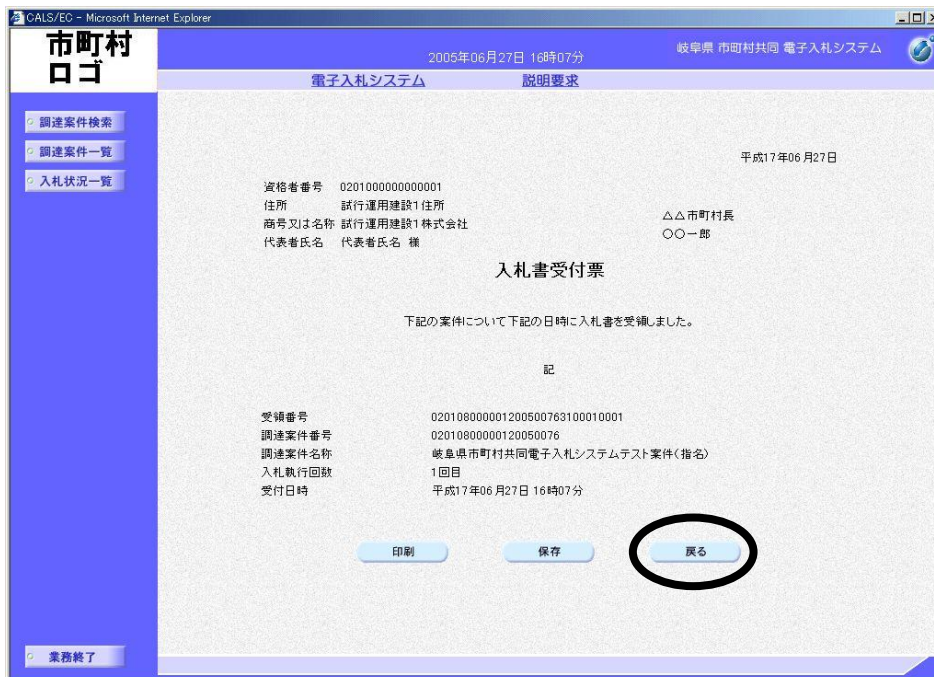 CALS/EC - Microsoft Internet Explorer
市町村
ロゴ
2005年06月27日 16時07分
岐阜県 市町村共同 電子入札システム
電子入札システム 説明要求
調達案件検索
調達案件一覧
入札状況一覧
平成17年06月27日
資格者番号 0201000000000001
住所 試行運用建設1住所
商号又は名称 試行運用建設1株式会社
代表者氏名 代表者氏名 様
△△市町村長
〇〇一郎
入札書受付票
下記の案件について下記の日時に入札書を受領しました。
記
受領番号 020108000001200500763100010001
調達案件番号 02010800000120050076
調達案件名称 岐阜県市町村共同電子入札システムテスト案件(指名)
入札執行回数 1回目
受付日時 平成17年06月27日 16時07分
印刷 保存 戻る
業務終了